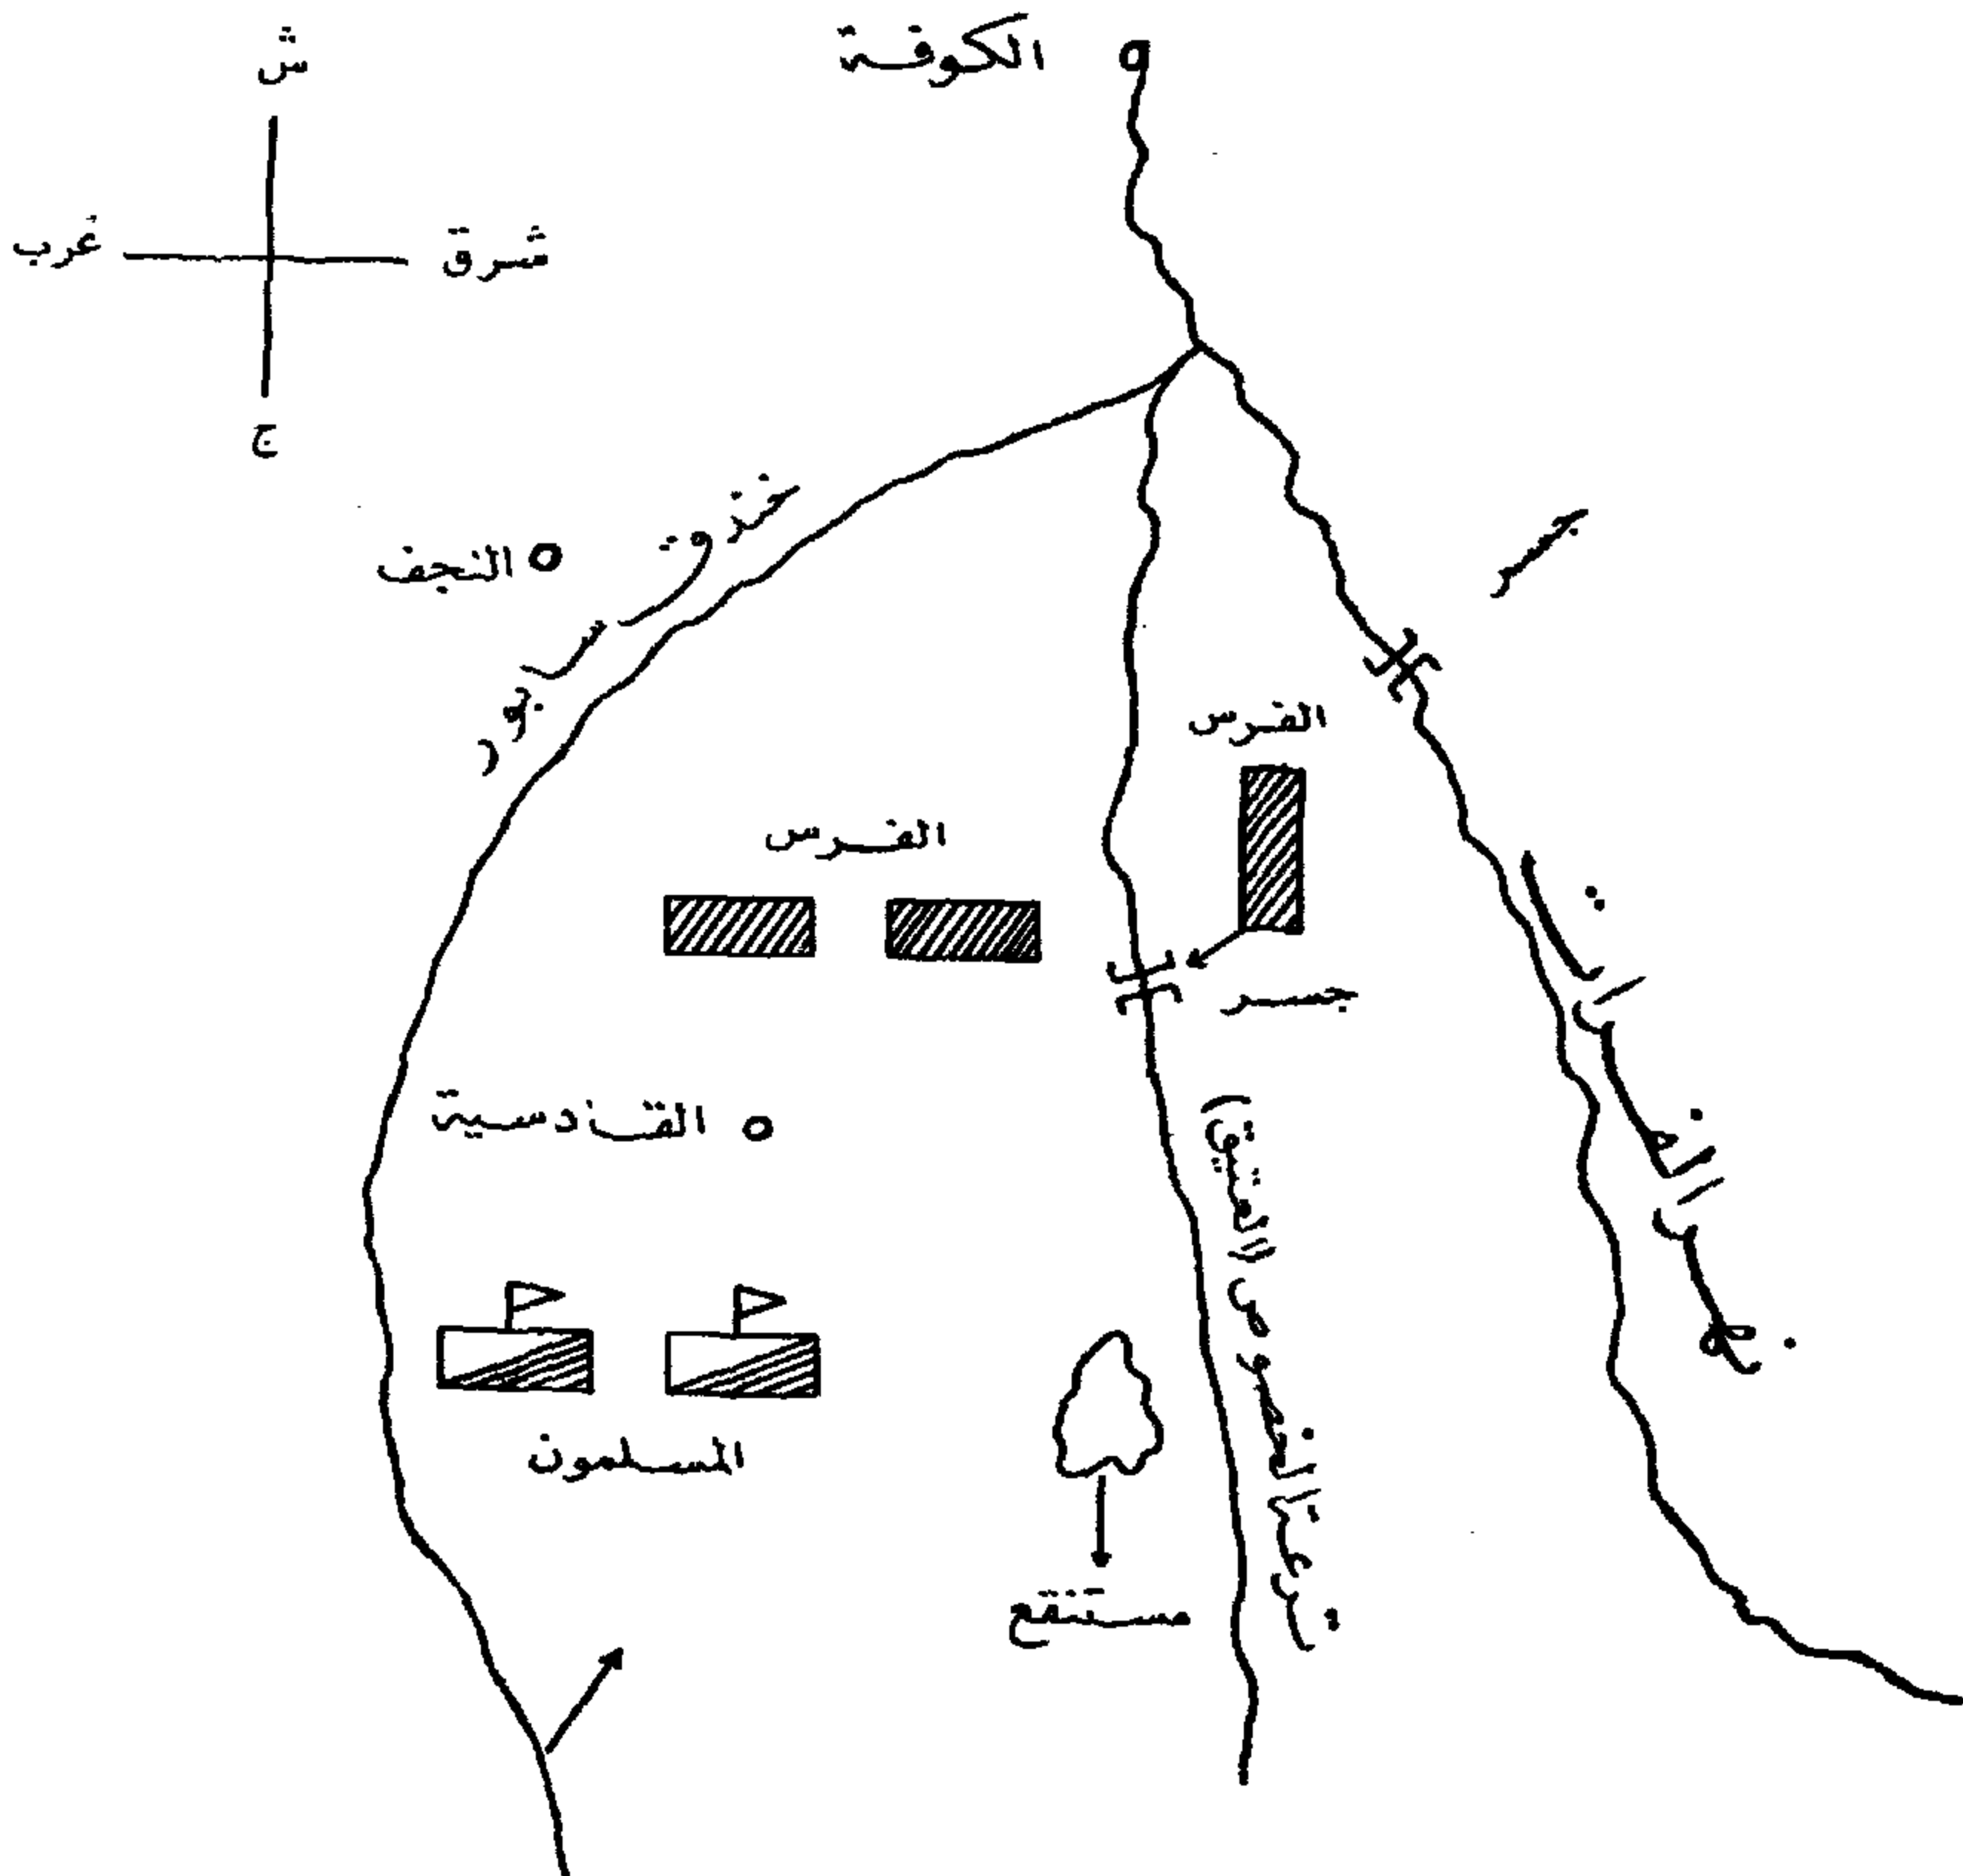 ش
غرب
شرق
ج
الكوفة
النجف
خندق سابور
جسر
الفرس
الفرس
جسر
القادسية
المسلمون
مستنقع
نهر الفرات